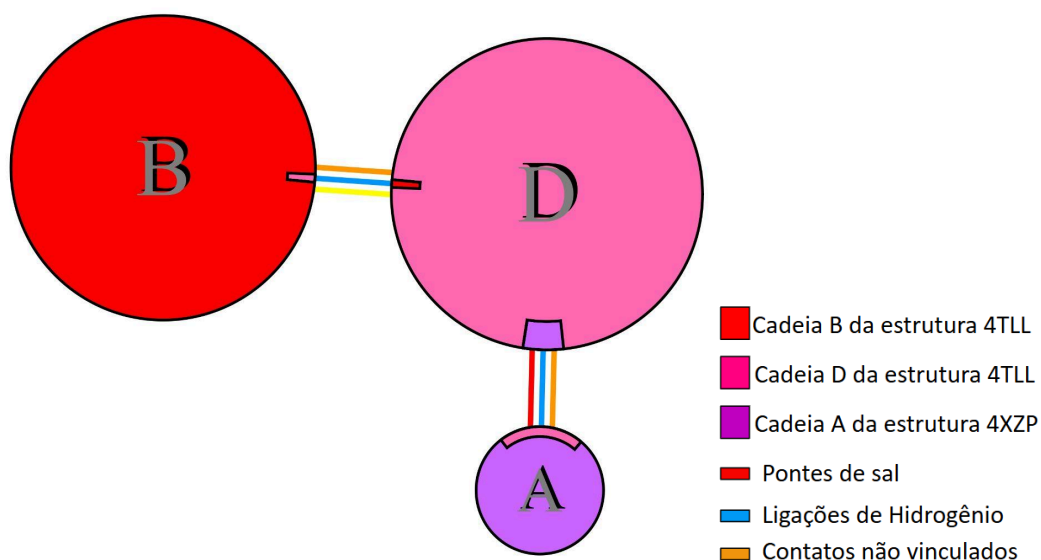 B
D
A
Cadeia B da estrutura 4TLL
Cadeia D da estrutura 4TLL
Cadeia A da estrutura 4XZP
Pontes de sal
Ligações de Hidrogênio
Contatos não vinculados